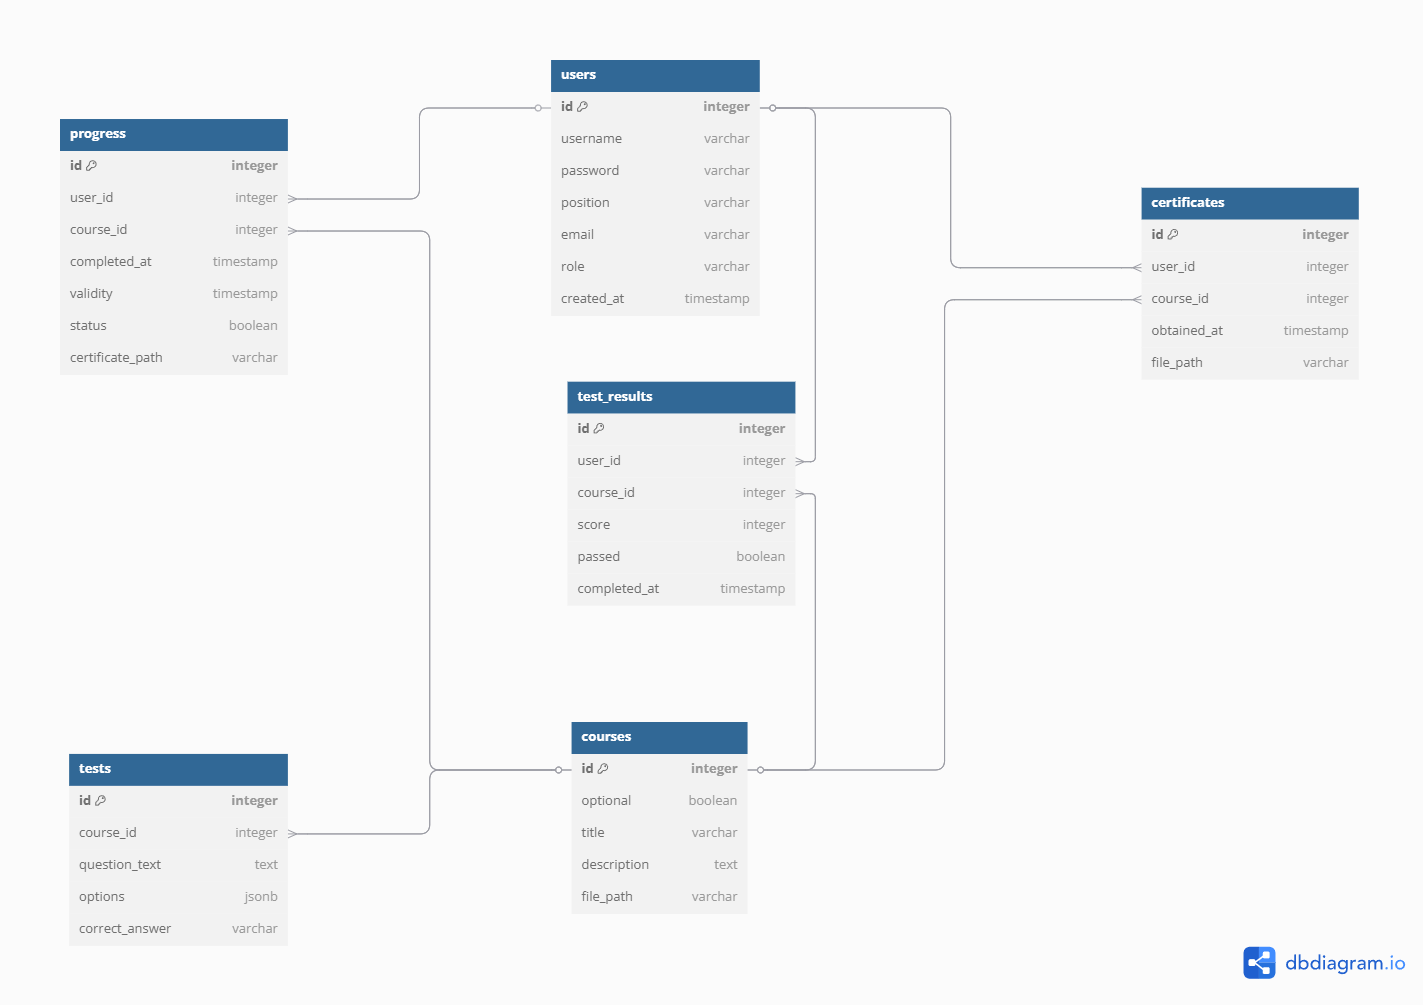 users
id integer
username varchar
password varchar
position varchar
email varchar
role varchar
created_at timestamp
progress
id integer
user_id integer
course_id integer
completed_at timestamp
validity timestamp
status boolean
certificate_path varchar
certificates
id integer
user_id integer
course_id integer
obtained_at timestamp
file_path varchar
test_results
id integer
user_id integer
course_id integer
score integer
passed boolean
completed_at timestamp
courses
id integer
optional boolean
title varchar
description text
file_path varchar
tests
id integer
course_id integer
question_text text
options jsonb
correct_answer varchar
dbdiagram.io